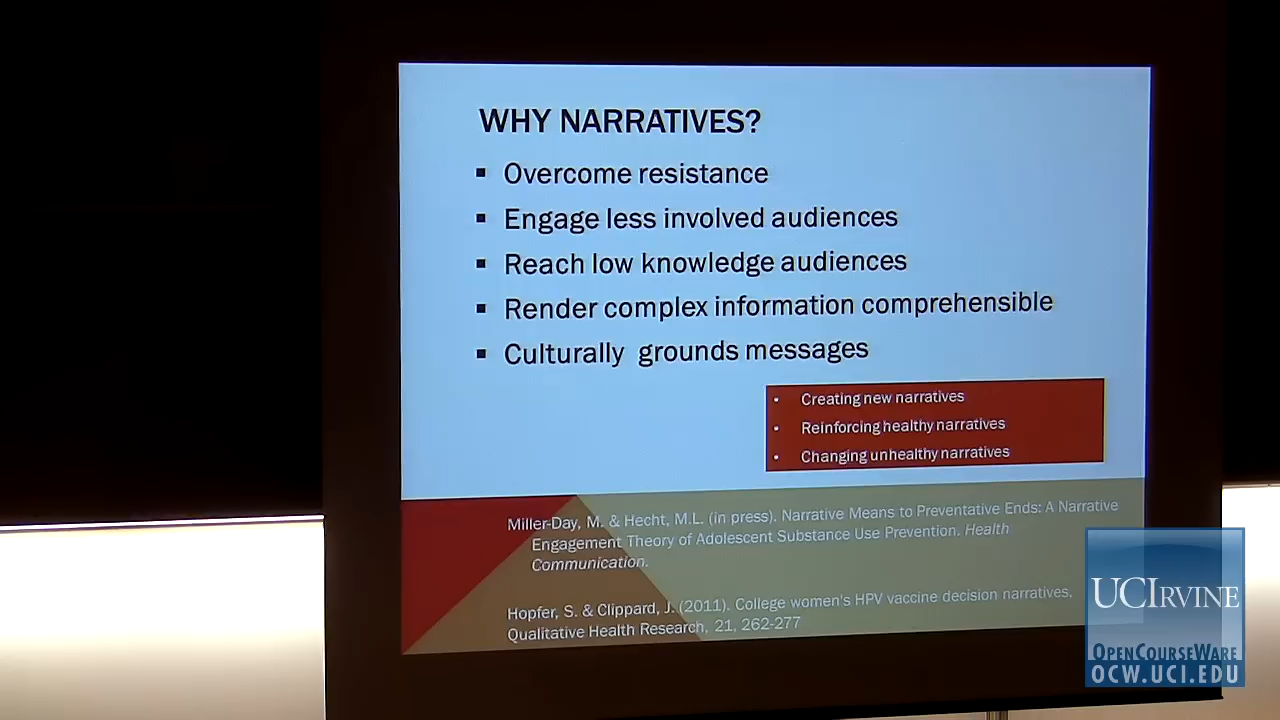 WHY NARRATIVES?
▪ Overcome resistance
▪ Engage less involved audiences
▪ Reach low knowledge audiences
▪ Render complex information comprehensible
▪ Culturally grounds messages
• Creating new narratives
• Reinforcing healthy narratives
• Changing unhealthy narratives
Miller-Day, M. & Hecht, M.L. (in press). Narrative Means to Preventative Ends: A Narrative
Engagement Theory of Adolescent Substance Use Prevention. Health
Communication.
Hopfer, S. & Clippard, J. (2011). College women's HPV vaccine decision narratives,
Qualitative Health Research, 21, 262-277
UCIRVINE
OPENCOURSEWARE
OCW.UCI.EDU